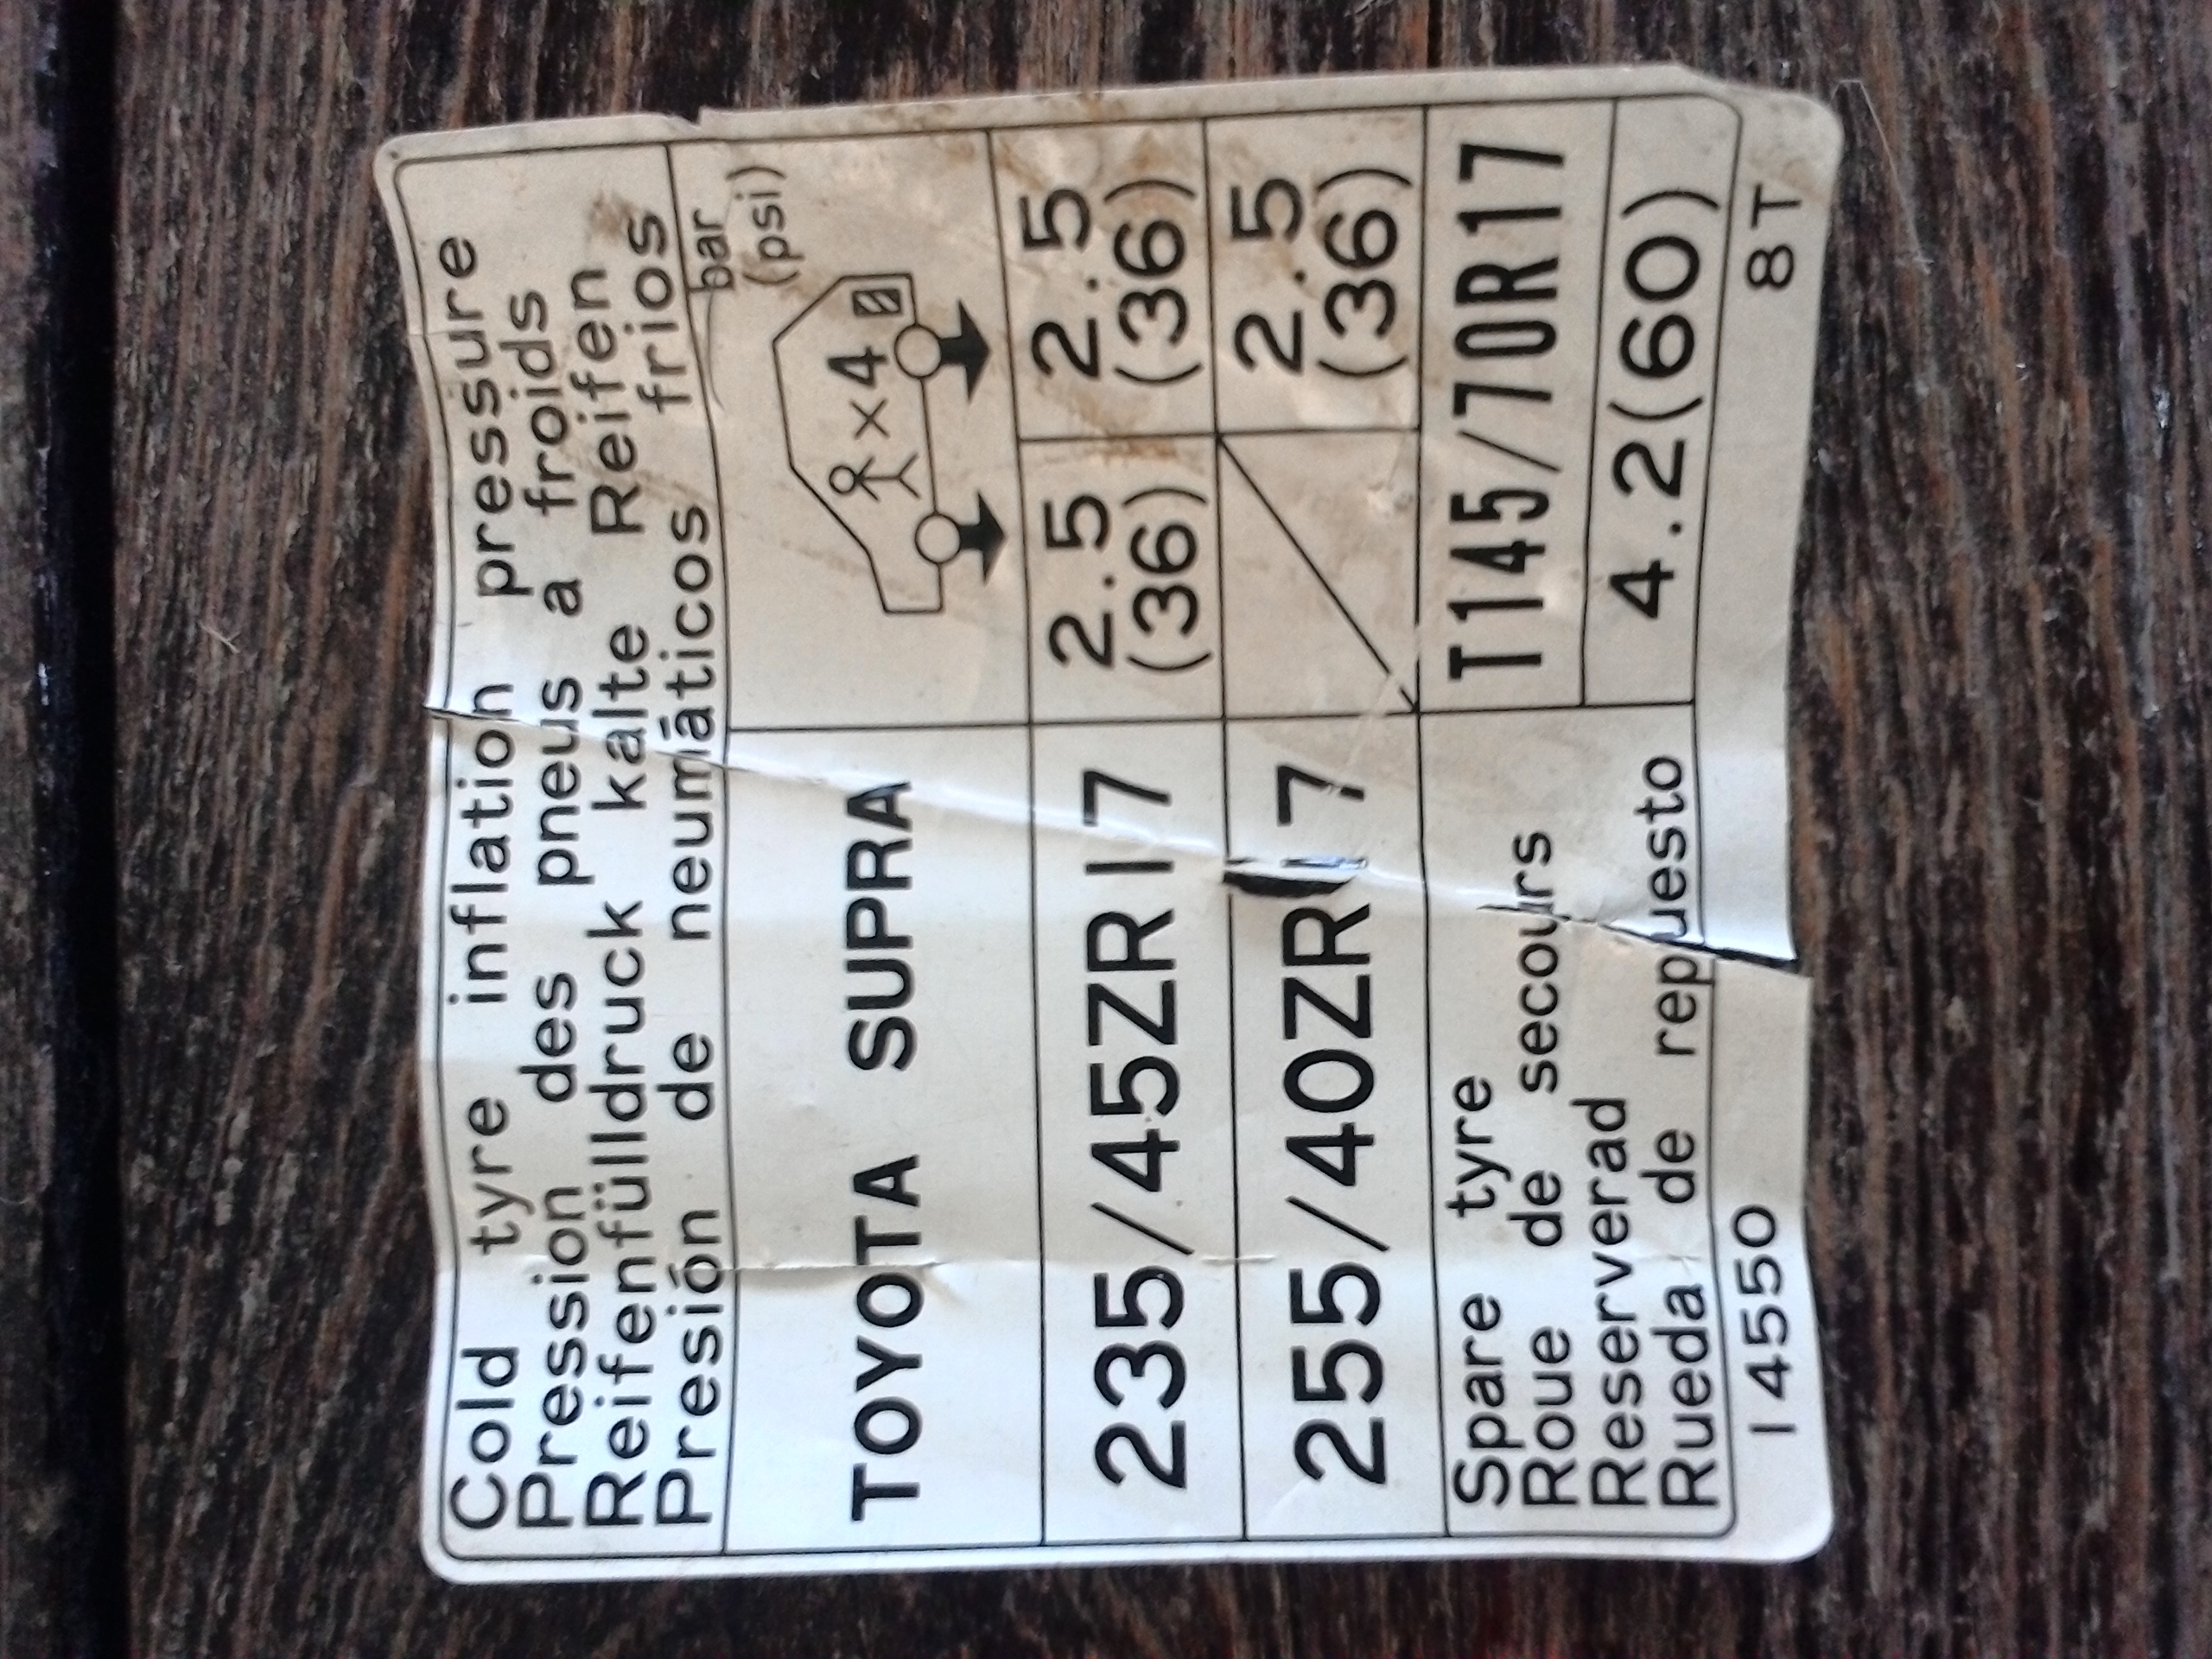 Cold tyre inflation pressure
Pression des pneus à froids
Reifenfülldruck kalte Reifen
Presión de neumáticos frios
bar
(psi)
TOYOTA SUPRA
×4
235/45ZR17 2.5 (36) 2.5 (36)
255/40ZR17 2.5 (36)
Spare tyre
Roue de secours
Reserverad
Rueda de repuesto
T145/70R17
4.2(60)
14550 8T